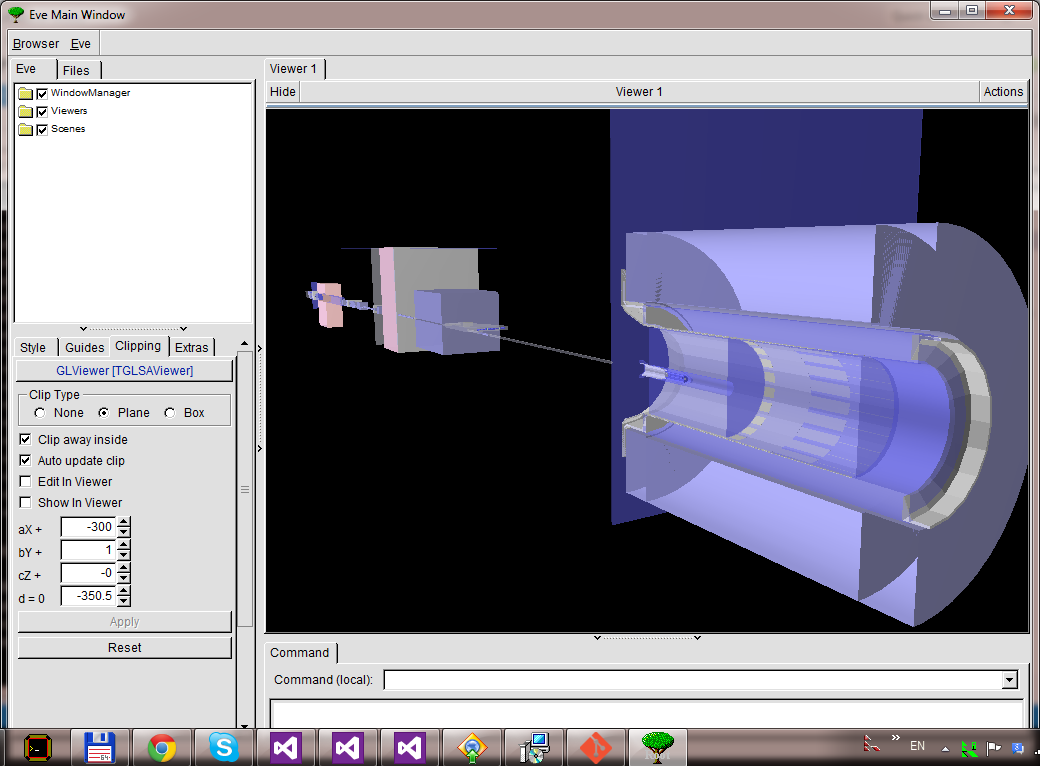 Eve Main Window
Browser Eve
Eve Files
WindowManager
Viewers
Scenes
Style Guides Clipping Extras
GLViewer [TGLSAViewer]
Clip Type
None Plane Box
Clip away inside
Auto update clip
Edit In Viewer
Show In Viewer
aX + -300
bY + 1
cZ + -0
d = 0 -350.5
Apply
Reset
Viewer 1
Hide Viewer 1 Actions
Command
Command (local):
EN